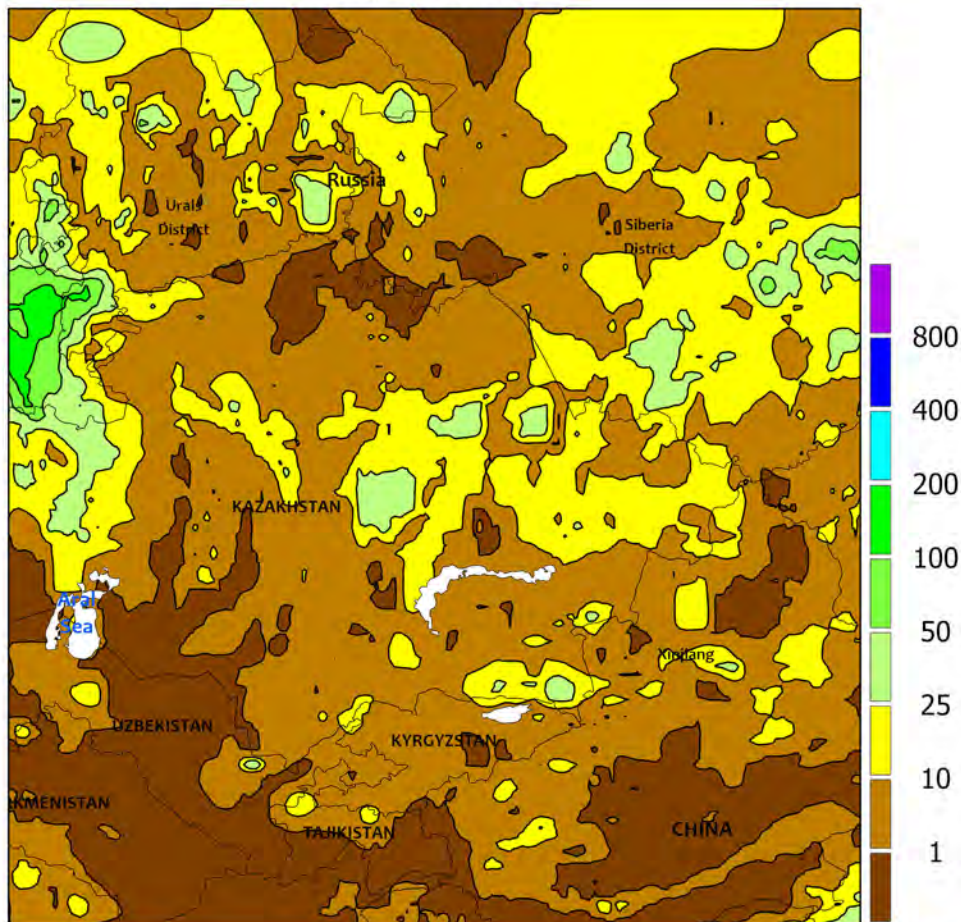 Russia
Urals
District
Siberia
District
KAZAKHSTAN
Aral
Sea
Xinjiang
UZBEKISTAN
KYRGYZSTAN
KMENISTAN
TAJIKISTAN
CHINA
800
400
200
100
50
25
10
1